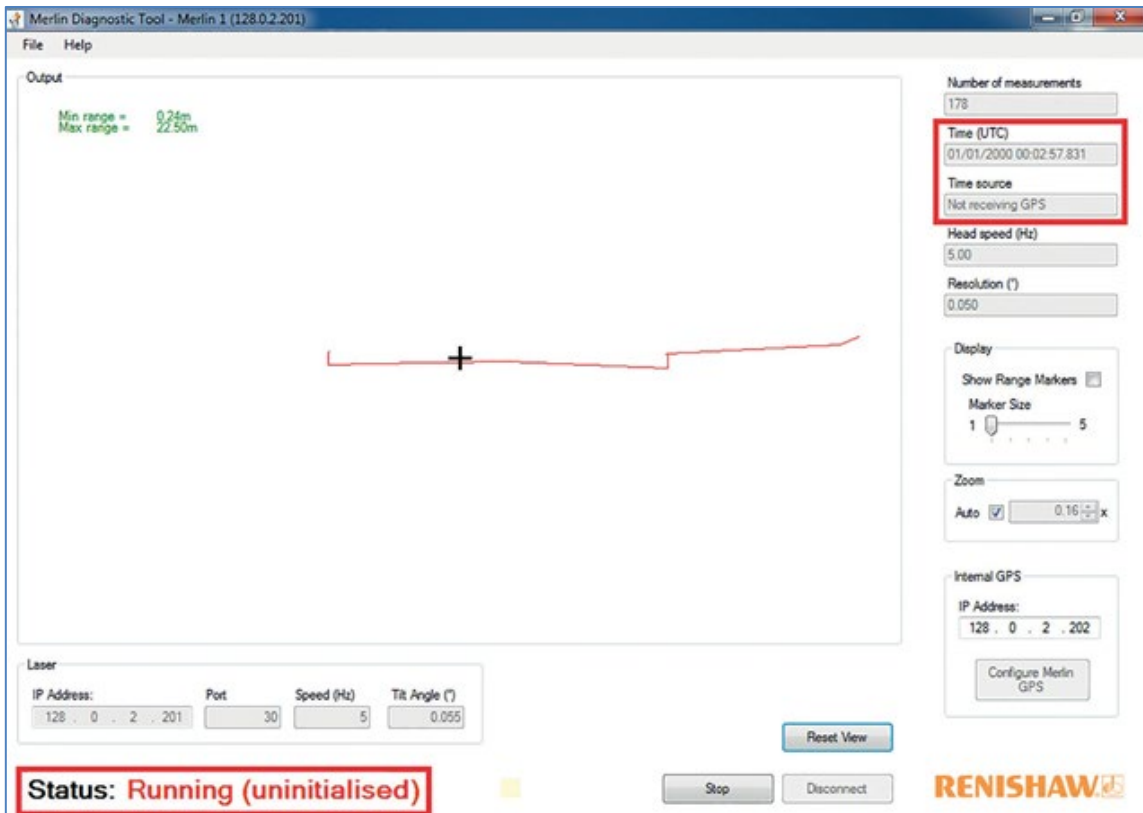 Merlin Diagnostic Tool - Merlin 1 (128.0.2.201)
File Help
Output
Min range = 0.24m
Max range = 22.50m
Number of measurements
178
Time (UTC)
01/01/2000 00:02:57.831
Time source
Not receiving GPS
Head speed (Hz)
5.00
Resolution (°)
0.050
Display
Show Range Markers
Marker Size
1 5
Zoom
Auto 0.16 x
Internal GPS
IP Address:
128 . 0 . 2 . 202
Configure Merlin
GPS
Laser
IP Address: Port Speed (Hz) Tilt Angle (°)
128 . 0 . 2 . 201 30 5 0.055
Reset View
Status: Running (uninitialised)
Stop Disconnect
RENISHAW.